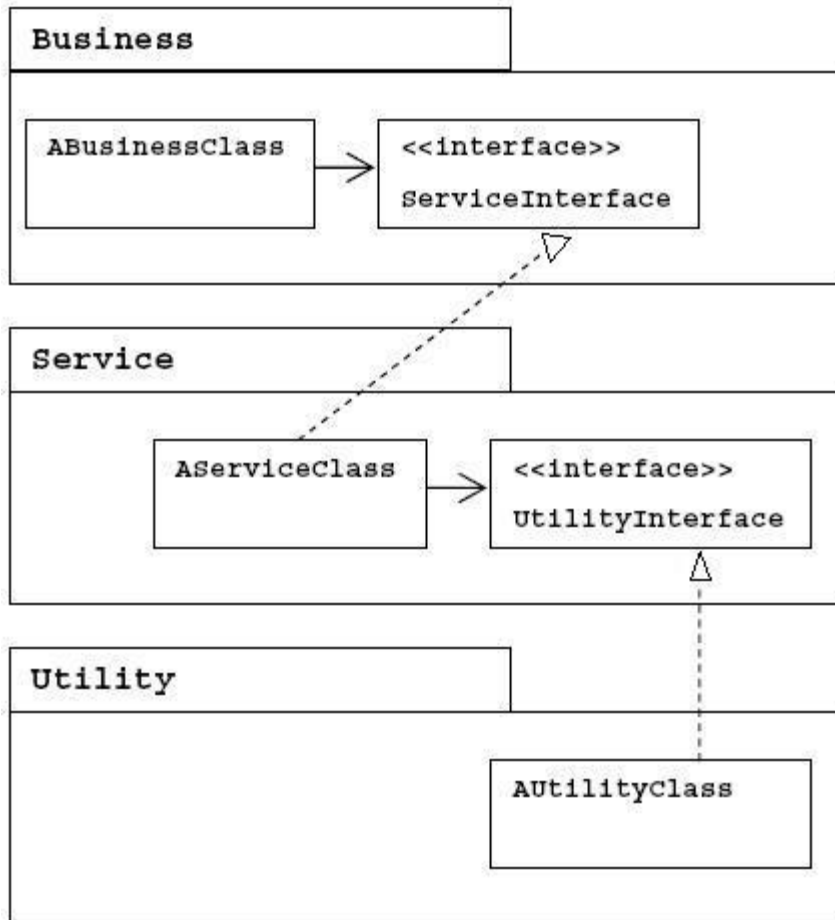 Business
ABusinessClass
<<interface>>
ServiceInterface
Service
AServiceClass
<<interface>>
UtilityInterface
Utility
AUtilityClass